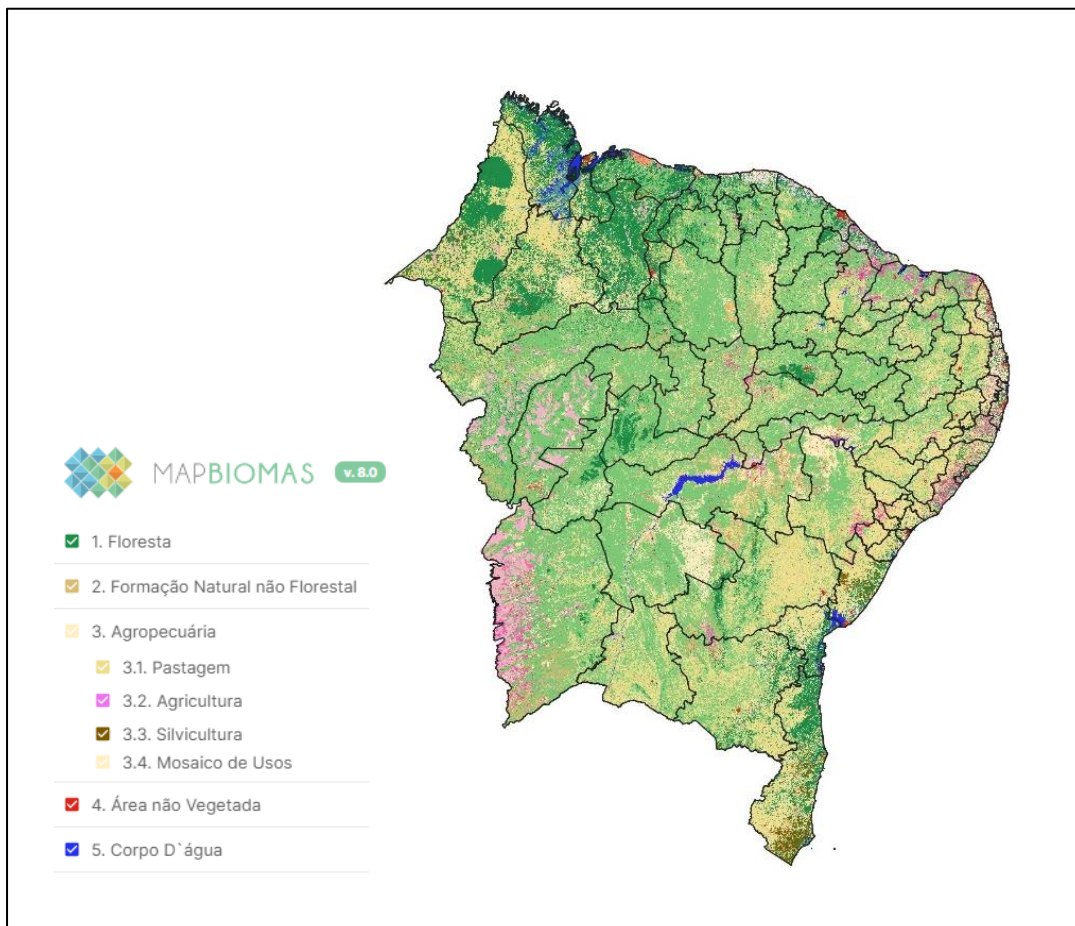 MAPBIOMAS v. 8.0
1. Floresta
2. Formação Natural não Florestal
3. Agropecuária
3.1. Pastagem
3.2. Agricultura
3.3. Silvicultura
3.4. Mosaico de Usos
4. Área não Vegetada
5. Corpo D`água